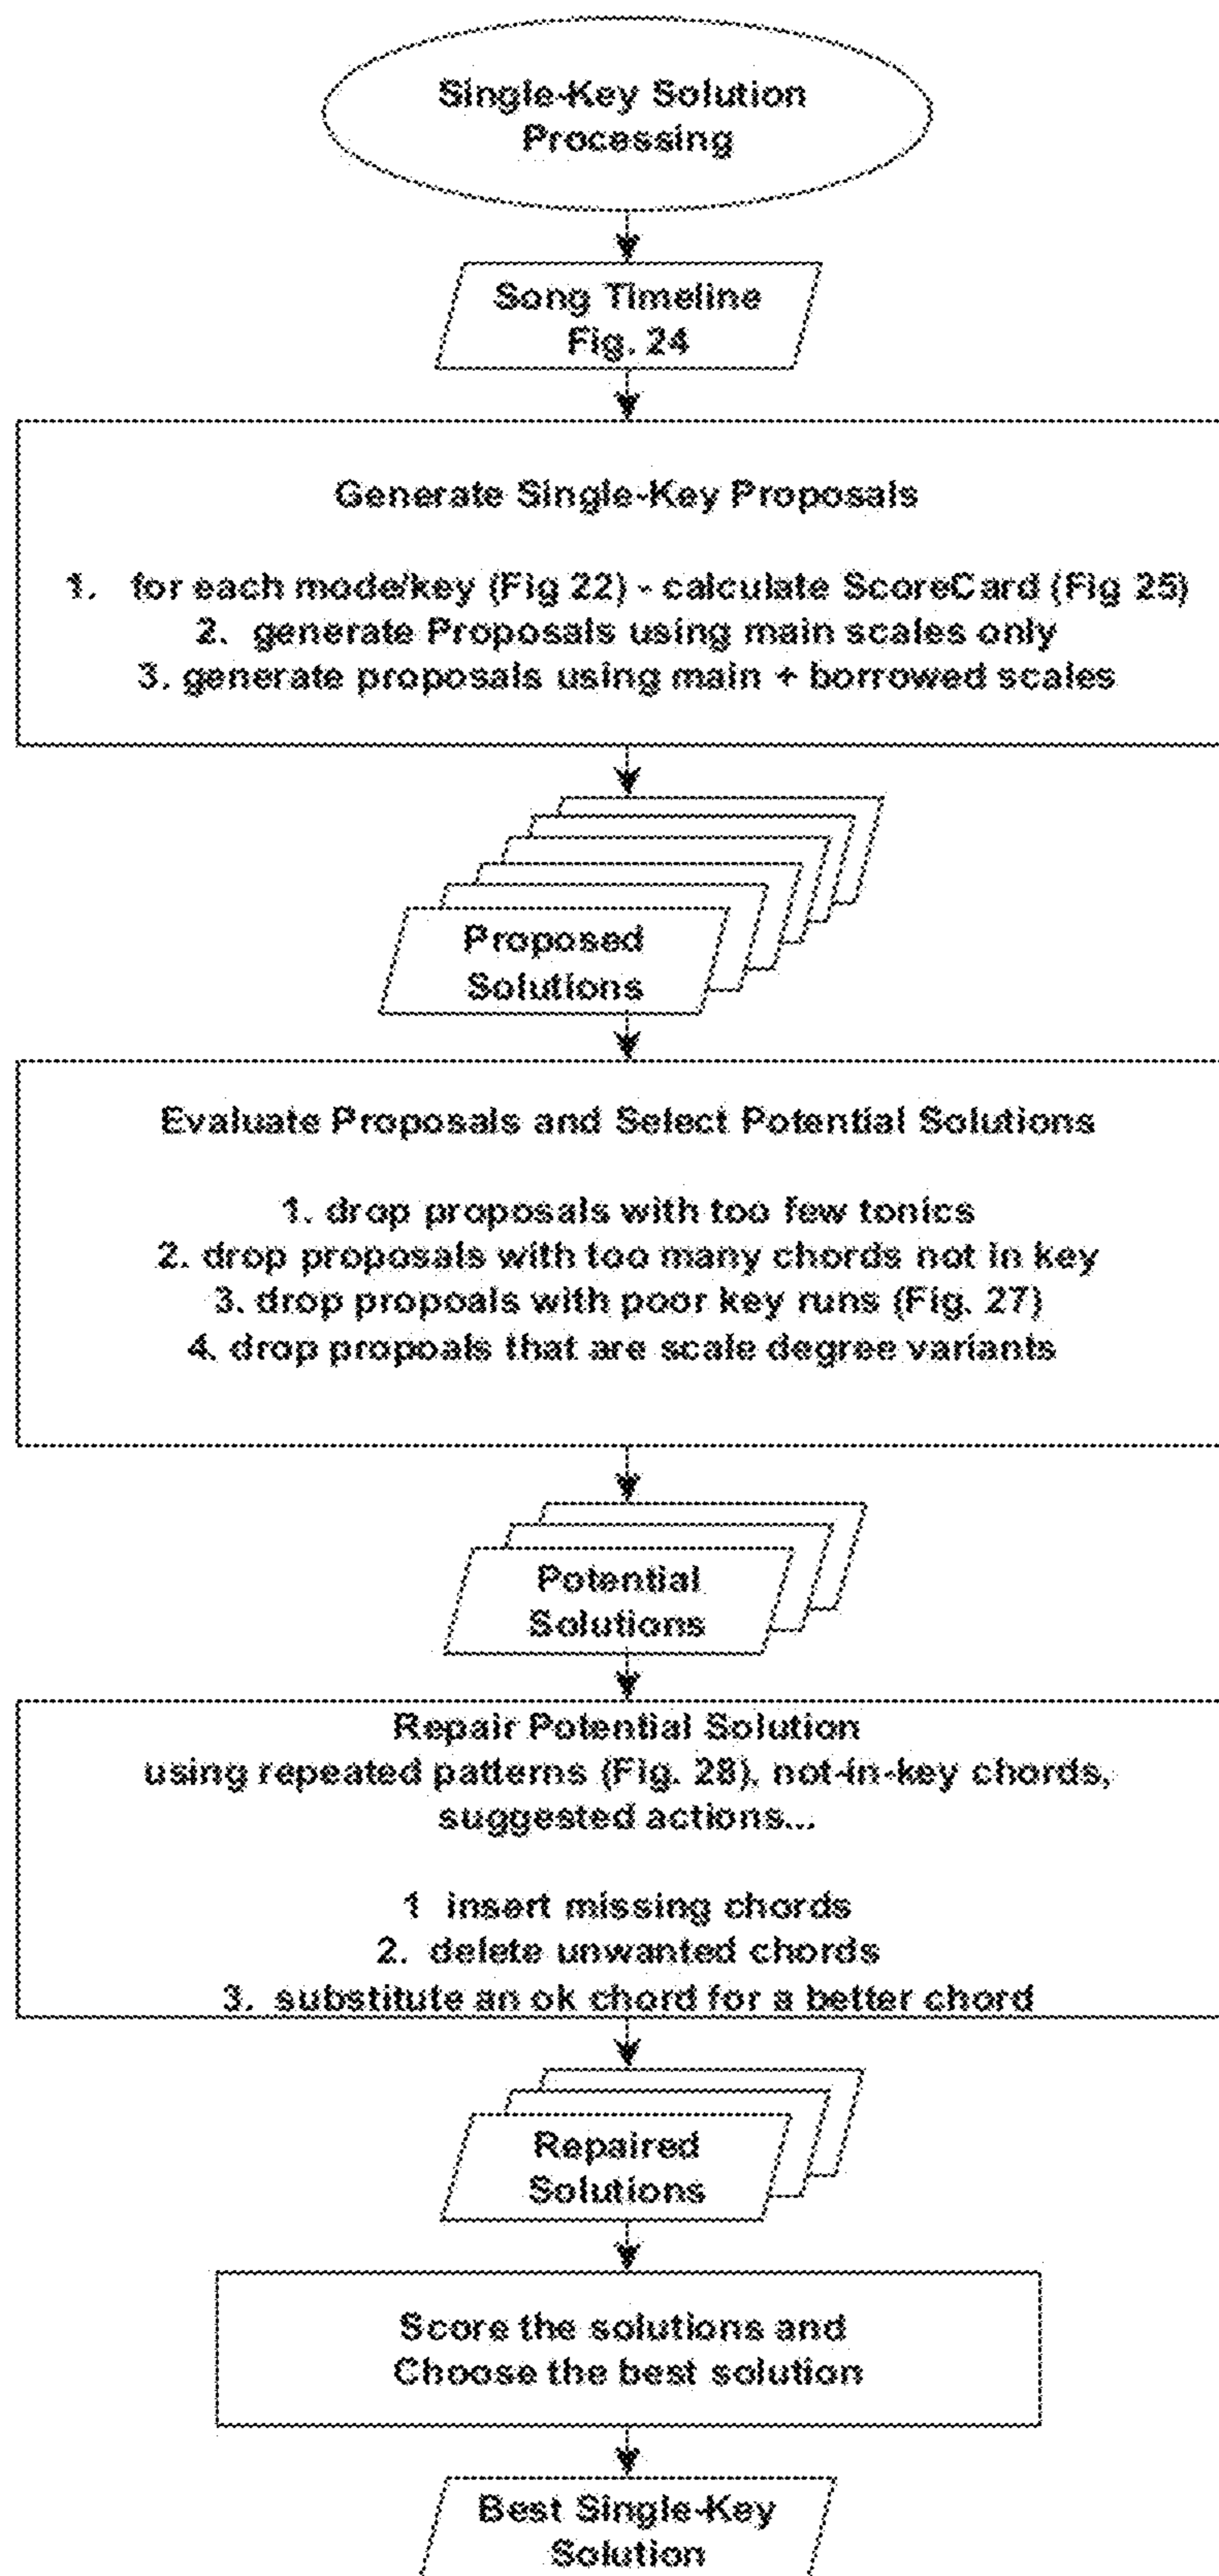 Single-Key Solution
Processing
Song Timeline
Fig. 24
Generate Single-Key Proposals
1. for each mode/key (Fig 22) - calculate ScoreCard (Fig 25)
2. generate Proposals using main scales only
3. generate proposals using main + borrowed scales
Proposed
Solutions
Evaluate Proposals and Select Potential Solutions
1. drop proposals with too few tonics
2. drop proposals with too many chords not in key
3. drop propoals with poor key runs (Fig. 27)
4. drop propoals that are scale degree variants
Potential
Solutions
Repair Potential Solution
using repeated patterns (Fig. 28), not-in-key chords,
suggested actions...
1 insert missing chords
2. delete unwanted chords
3. substitute an ok chord for a better chord
Repaired
Solutions
Score the solutions and
Choose the best solution
Best Single-Key
Solution